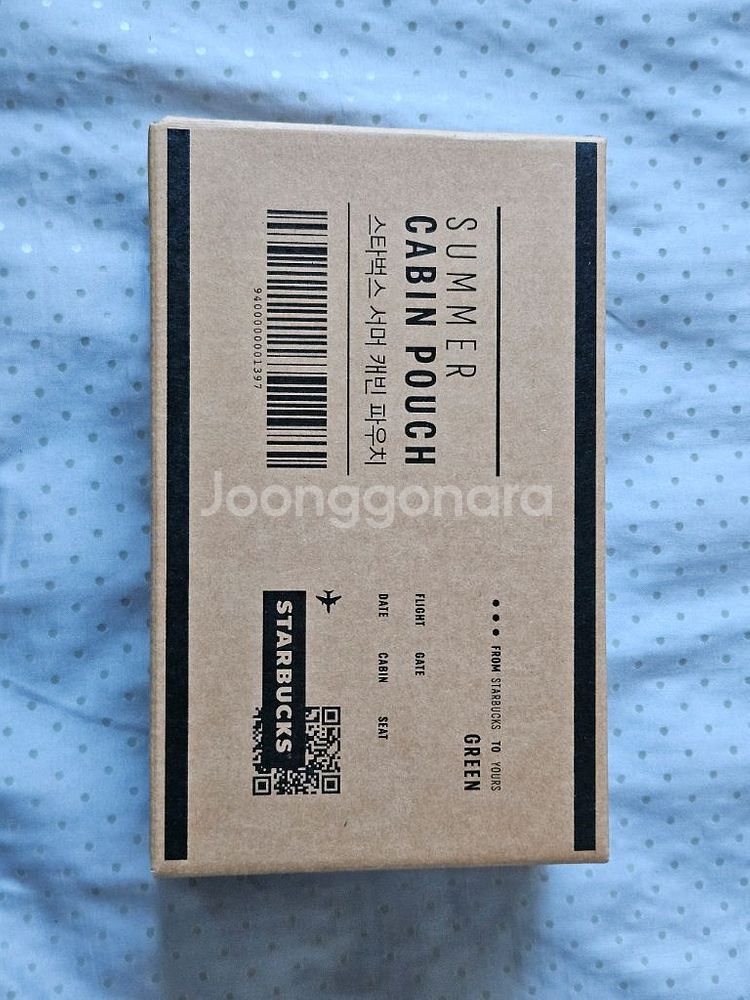 SUMMER
CABIN POUCH
스타벅스 서머 캐빈 파우치
9400000001397
FROM STARBUCKS TO YOURS
GREEN
FLIGHT GATE
DATE CABIN SEAT
STARBUCKS
Joonggonara